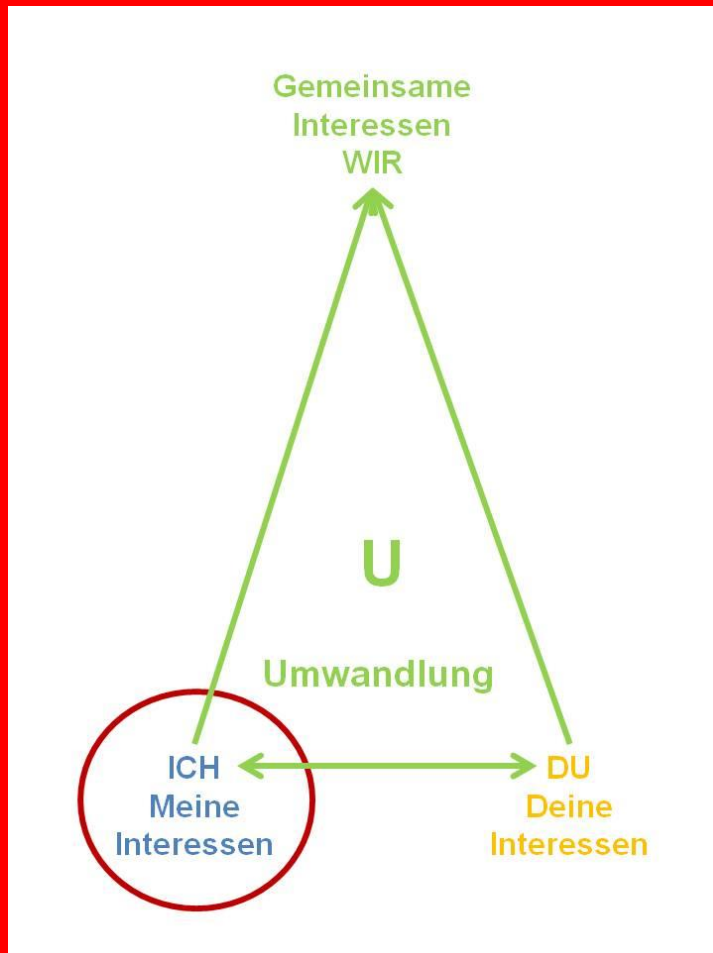 Gemeinsame
Interessen
WIR
U
Umwandlung
ICH
Meine
Interessen
DU
Deine
Interessen